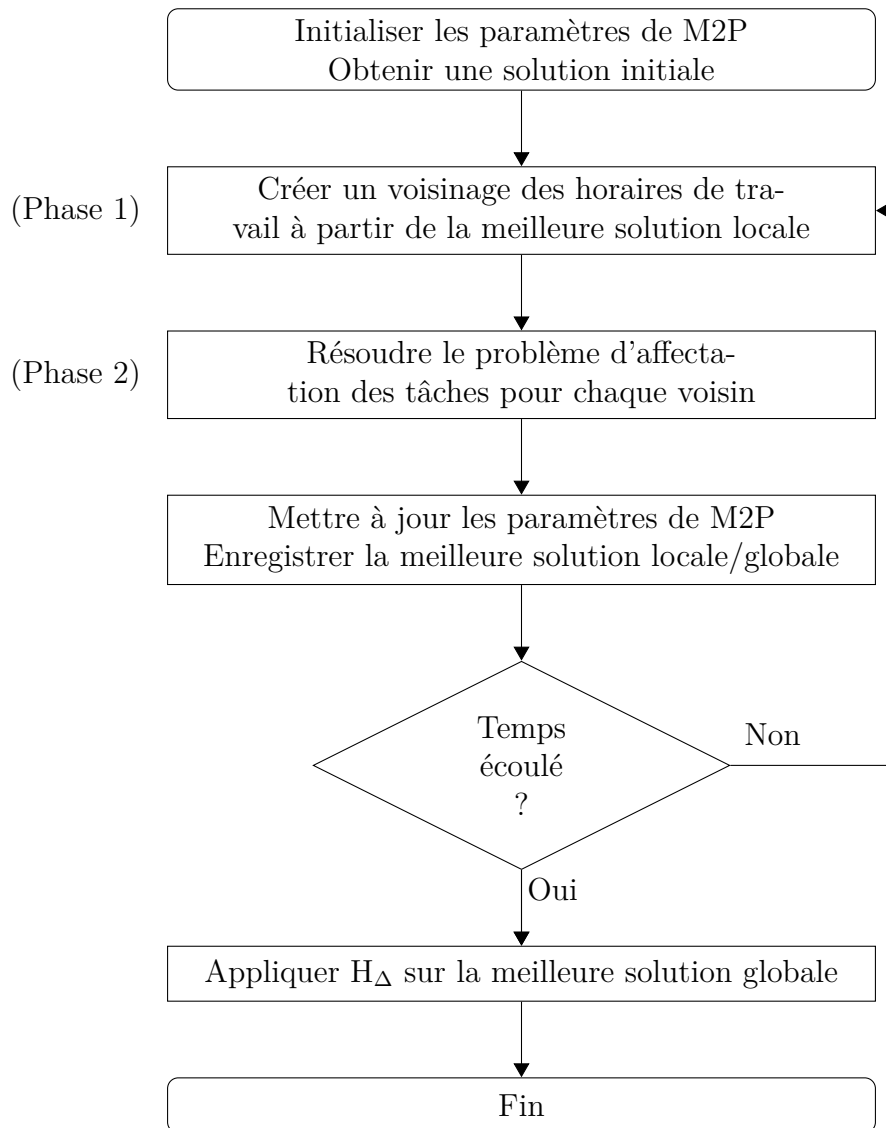 Initialiser les paramètres de M2P
Obtenir une solution initiale
(Phase 1)
Créer un voisinage des horaires de tra-
vail à partir de la meilleure solution locale
(Phase 2)
Résoudre le problème d'affecta-
tion des tâches pour chaque voisin
Mettre à jour les paramètres de M2P
Enregistrer la meilleure solution locale/globale
Temps
écoulé
?
Non
Oui
Appliquer H_Δ sur la meilleure solution globale
Fin